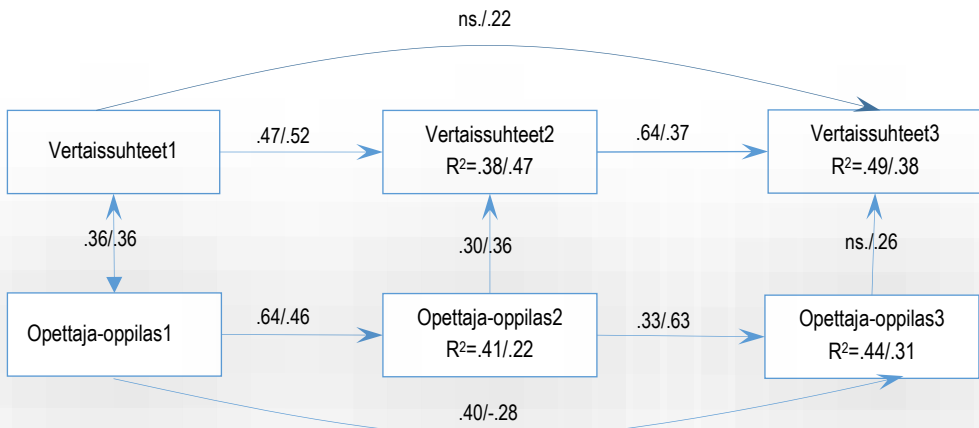 ns./.22
Vertaissuhteet1
.47/.52
Vertaissuhteet2
R²=.38/.47
.64/.37
Vertaissuhteet3
R²=.49/.38
.36/.36
.30/.36
ns./.26
Opettaja-oppilas1
.64/.46
Opettaja-oppilas2
R²=.41/.22
.33/.63
Opettaja-oppilas3
R²=.44/.31
.40/-.28